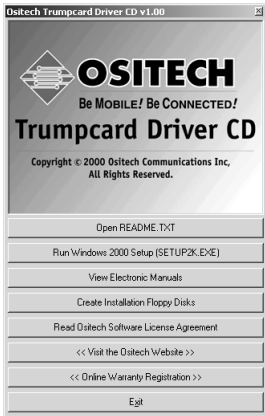 Ositech Trumpcard Driver CD v1.00
OSITECH
BE MOBILE! BE CONNECTED!
Trumpcard Driver CD
Copyright © 2000 Ositech Communications Inc,
All Rights Reserved.
Open README.TXT
Run Windows 2000 Setup (SETUP2K.EXE)
View Electronic Manuals
Create Installation Floppy Disks
Read Ositech Software License Agreement
<< Visit the Ositech Website >>
<< Online Warranty Registration >>
Exit